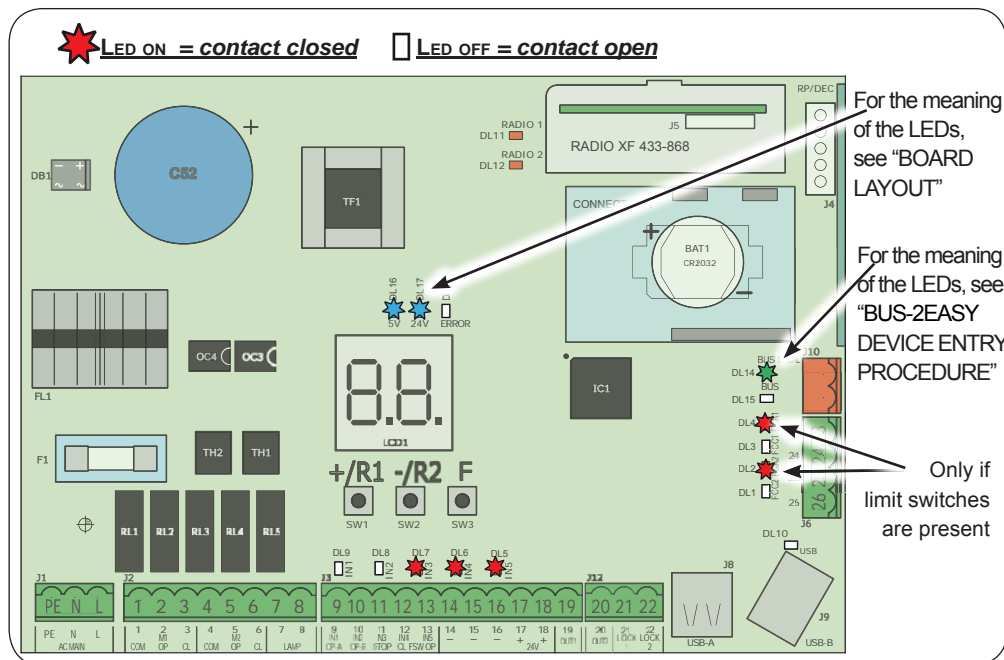 LED ON = contact closed
LED OFF = contact open
RP/DEC
For the meaning
of the LEDs,
see “BOARD
LAYOUT”
RADIO 1
DL11
RADIO 2
DL12
J5
RADIO XF 433-868
J4
DB1
C52
TF1
BAT1
CR2032
For the meaning
of the LEDs, see
“BUS-2EASY
DEVICE ENTRY
PROCEDURE”
DL16
DL17
5V
24V
ERROR
FL1
OC4
OC3
8.8.
LCD1
IC1
J10
BUS
DL14
BUS
DL15
DL4
DL3
FCC1
24
DL2
FCC2
DL1
25
26
J6
Only if
limit switches
are present
F1
TH2
TH1
+/R1
-/R2
F
SW1
SW2
SW3
RL1
RL2
RL3
RL4
RL5
DL10
USB
DL9
IN1
DL8
IN2
DL7
IN3
DL6
IN4
DL5
IN5
J8
USB-A
J9
USB-B
J1
J2
J3
J12
PE N L
1 2 3 4 5 6 7 8
9 10 11 12 13 14 15 16 17 18 19
20 21 22
PE N L
AC MAIN
1 2 3 4 5 6 7 8
M1 M2
COM OP CL COM OP CL LAMP
9 10 11 12 13 14 15 16 17 18 19
IN1 IN2 IN3 IN4 IN5 – – – + +
OP-A OP-B STOP CL FSW OP
24V
OUT1
20 21 22
OUT2
LOCK 1
LOCK 2